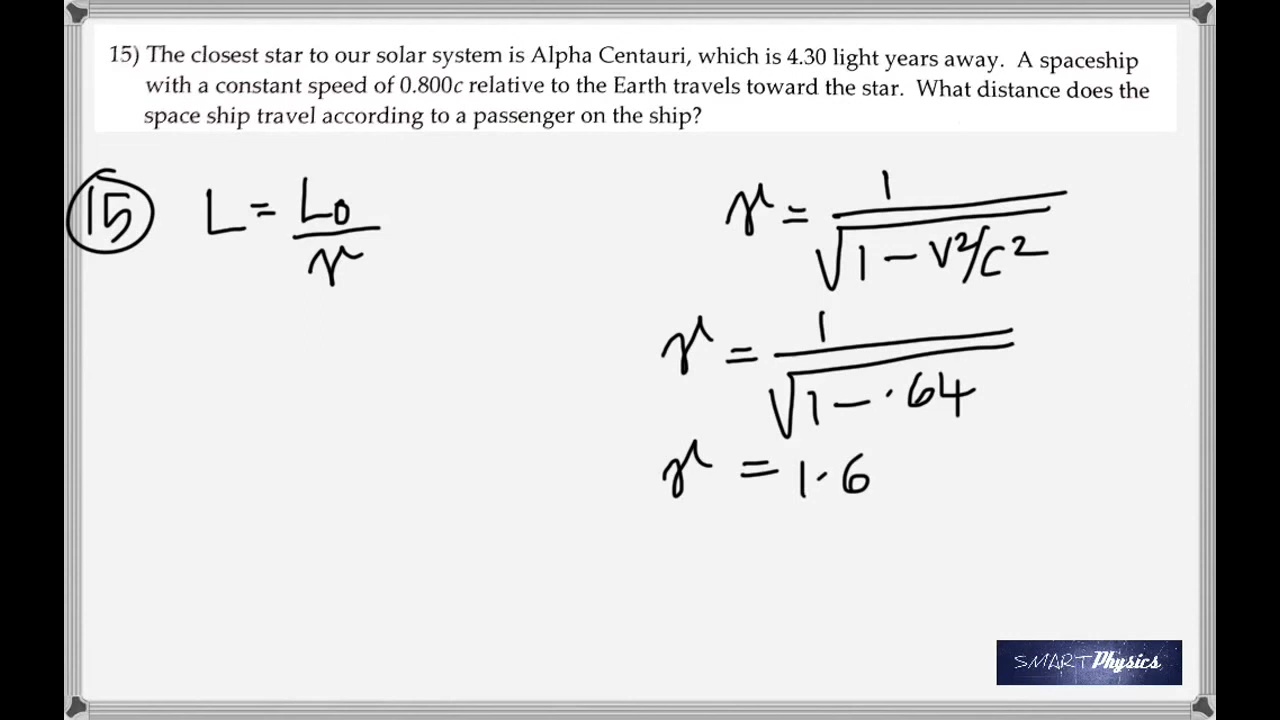 15) The closest star to our solar system is Alpha Centauri, which is 4.30 light years away. A spaceship
with a constant speed of 0.800c relative to the Earth travels toward the star. What distance does the
space ship travel according to a passenger on the ship?
15 L = L0/γ
γ = 1/√(1 – V²/C²)
γ = 1/√(1 – .64)
γ = 1.6
SMART Physics